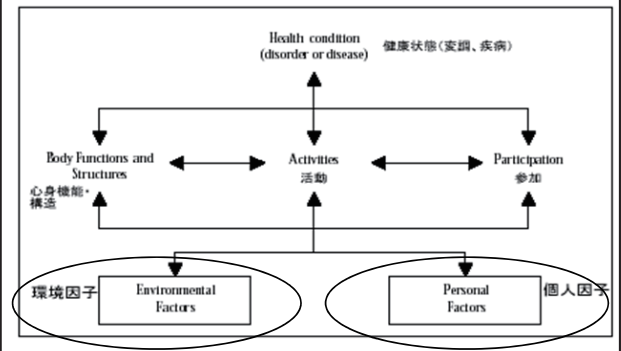 Health condition
(disorder or disease)
健康状態(変調、疾病)
Body Functions and
Structures
心身機能・
構造
Activities
活動
Participation
参加
環境因子
Environmental
Factors
Personal
Factors
個人因子